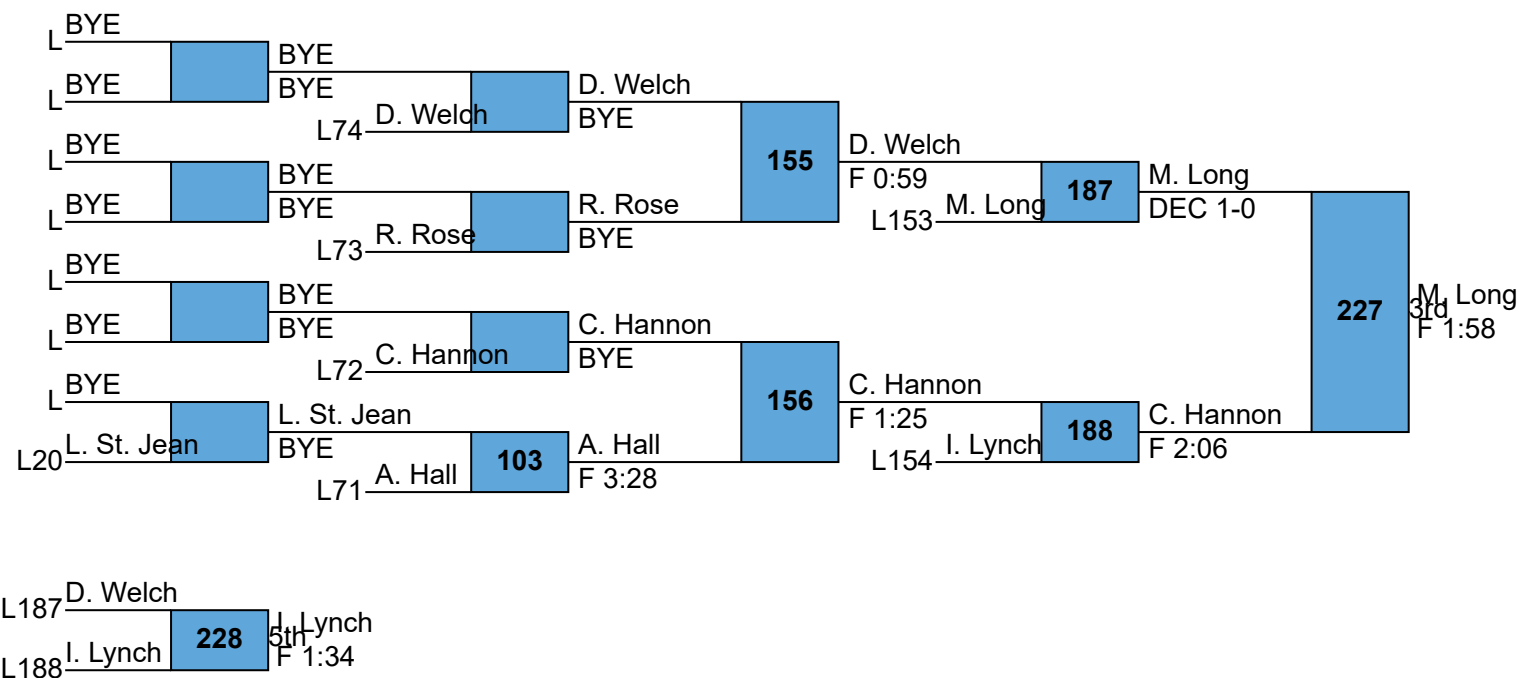 BYE
L
BYE
L
BYE
BYE
L74 D. Welch
D. Welch
BYE
BYE
L
BYE
L
BYE
BYE
L73 R. Rose
R. Rose
BYE
155
D. Welch
F 0:59
L153 M. Long
187
M. Long
DEC 1-0
BYE
L
BYE
L
BYE
BYE
L72 C. Hannon
C. Hannon
BYE
BYE
L
L20 L. St. Jean
L. St. Jean
BYE
L71 A. Hall
103
A. Hall
F 3:28
156
C. Hannon
F 1:25
L154 I. Lynch
188
C. Hannon
F 2:06
227
M. Long
3rd
F 1:58
L187 D. Welch
L188 I. Lynch
228
I. Lynch
5th
F 1:34